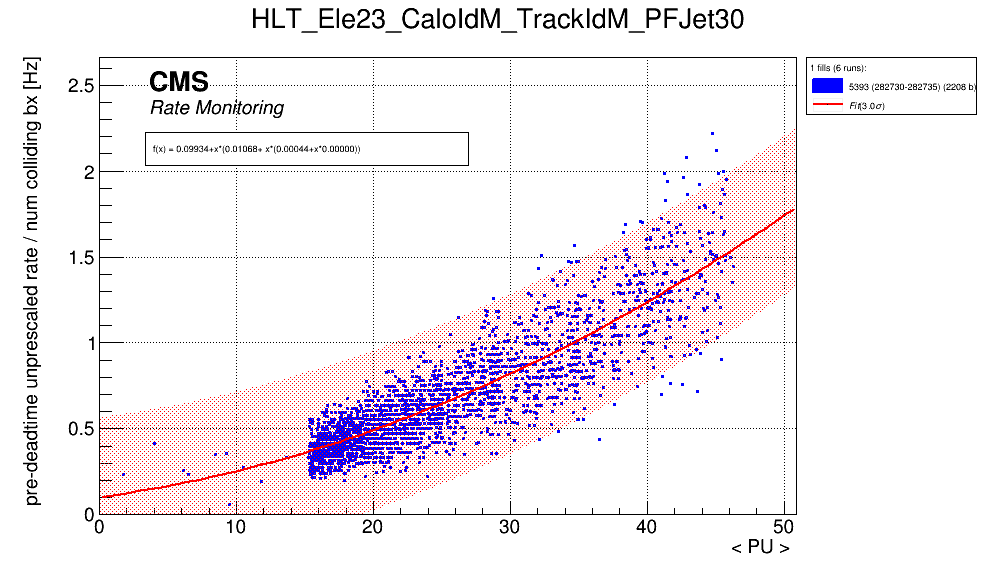 HLT_Ele23_CaloIdM_TrackIdM_PFJet30
pre-deadtime unprescaled rate / num colliding bx [Hz]
2.5
2
1.5
1
0.5
0
CMS
Rate Monitoring
f(x) = 0.09934+x*(0.01068+ x*(0.00044+x*0.00000))
1 fills (6 runs):
5393 (282730-282735) (2208 b)
Fit(3.0σ)
0 10 20 30 40 50
< PU >